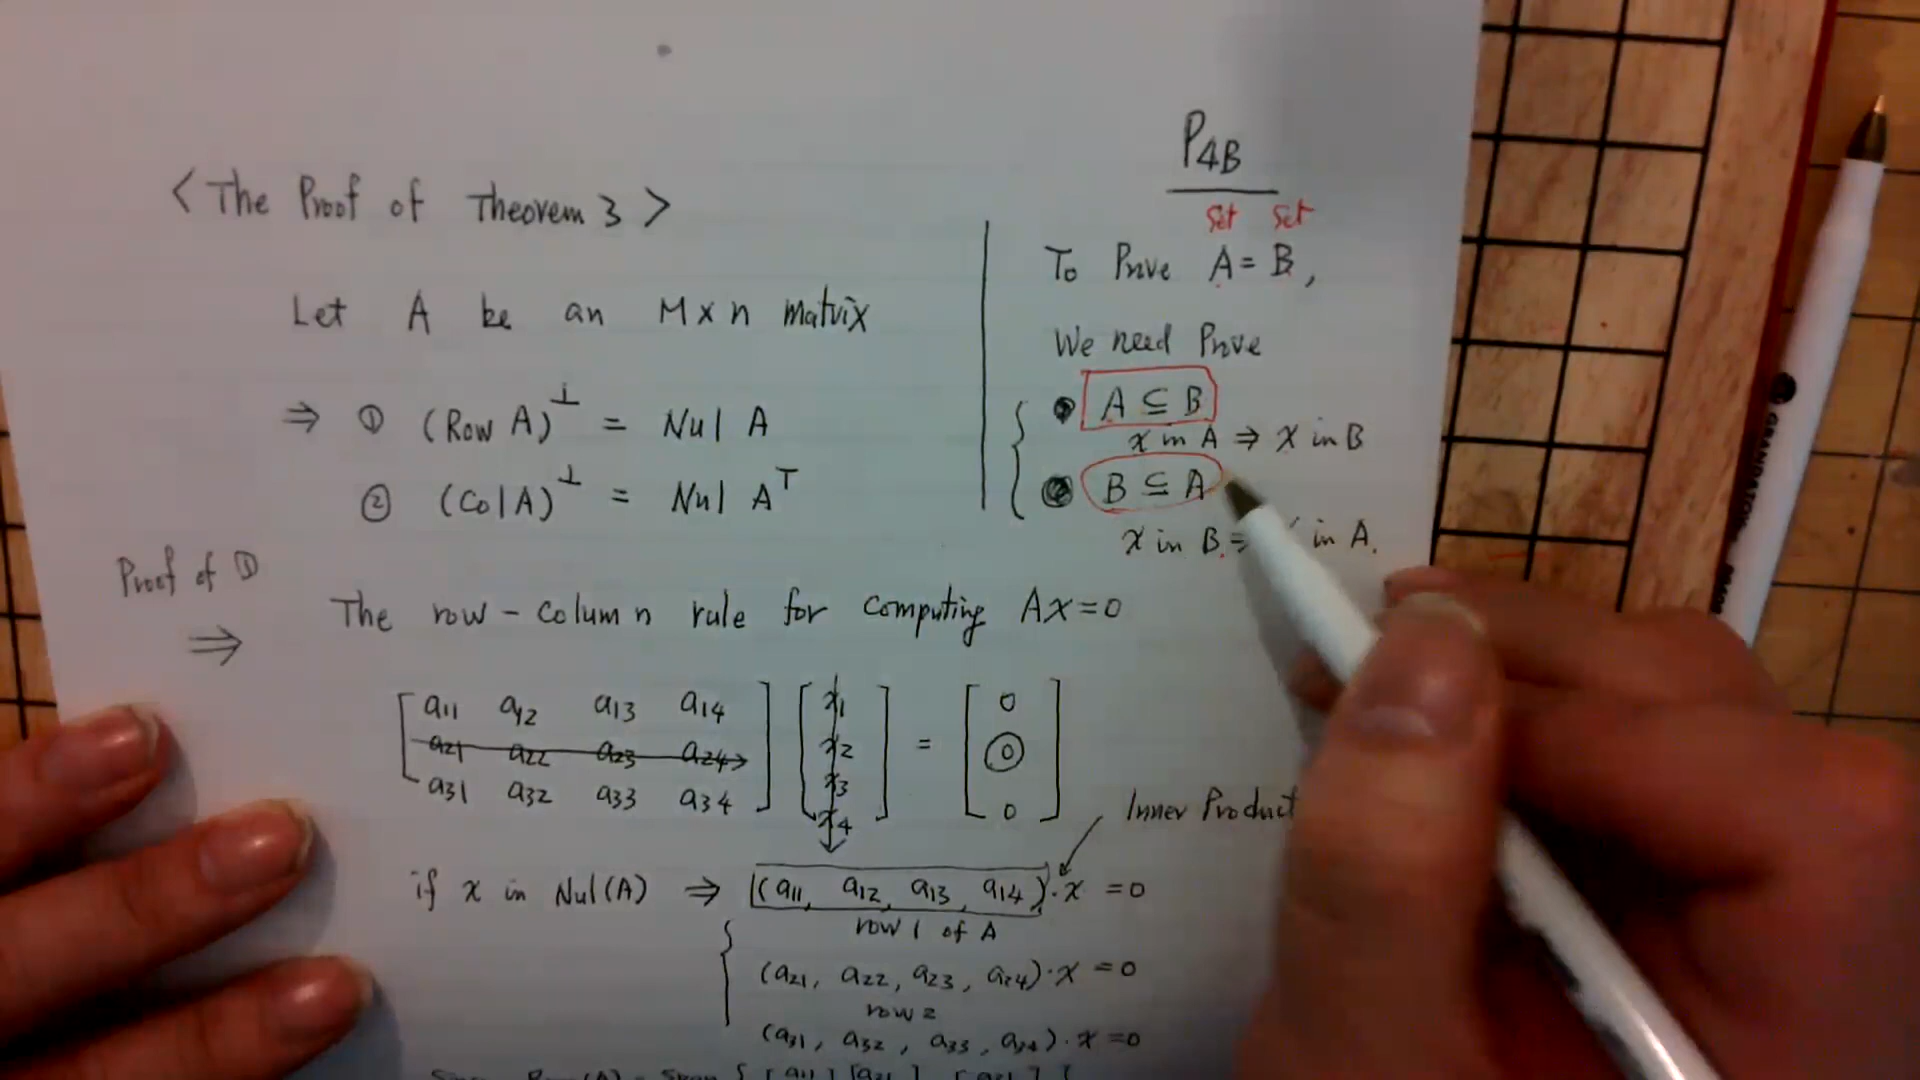 P4B
< The Proof of Theorem 3 >
Set Set
To Prove A = B,
Let A be an M x n matrix
We need Prove
A ⊆ B
x in A ⇒ x in B
B ⊆ A
x in B ⇒ in A.
⇒ ① (Row A)⊥ = Nul A
② (Col A)⊥ = Nul Aᵀ
Proof of ①
⇒ The row-column rule for computing Ax=0
[ a11 a12 a13 a14 ] [ x1 ] = [ 0 ]
a21 a22 a23 a24 x2 0
a31 a32 a33 a34 x3
x4 0
Inner Product
if x in Nul(A) ⇒ (a11, a12, a13, a14)·x = 0
row 1 of A
(a21, a22, a23, a24)·x = 0
row 2
(a31, a32, a33, a34)·x = 0